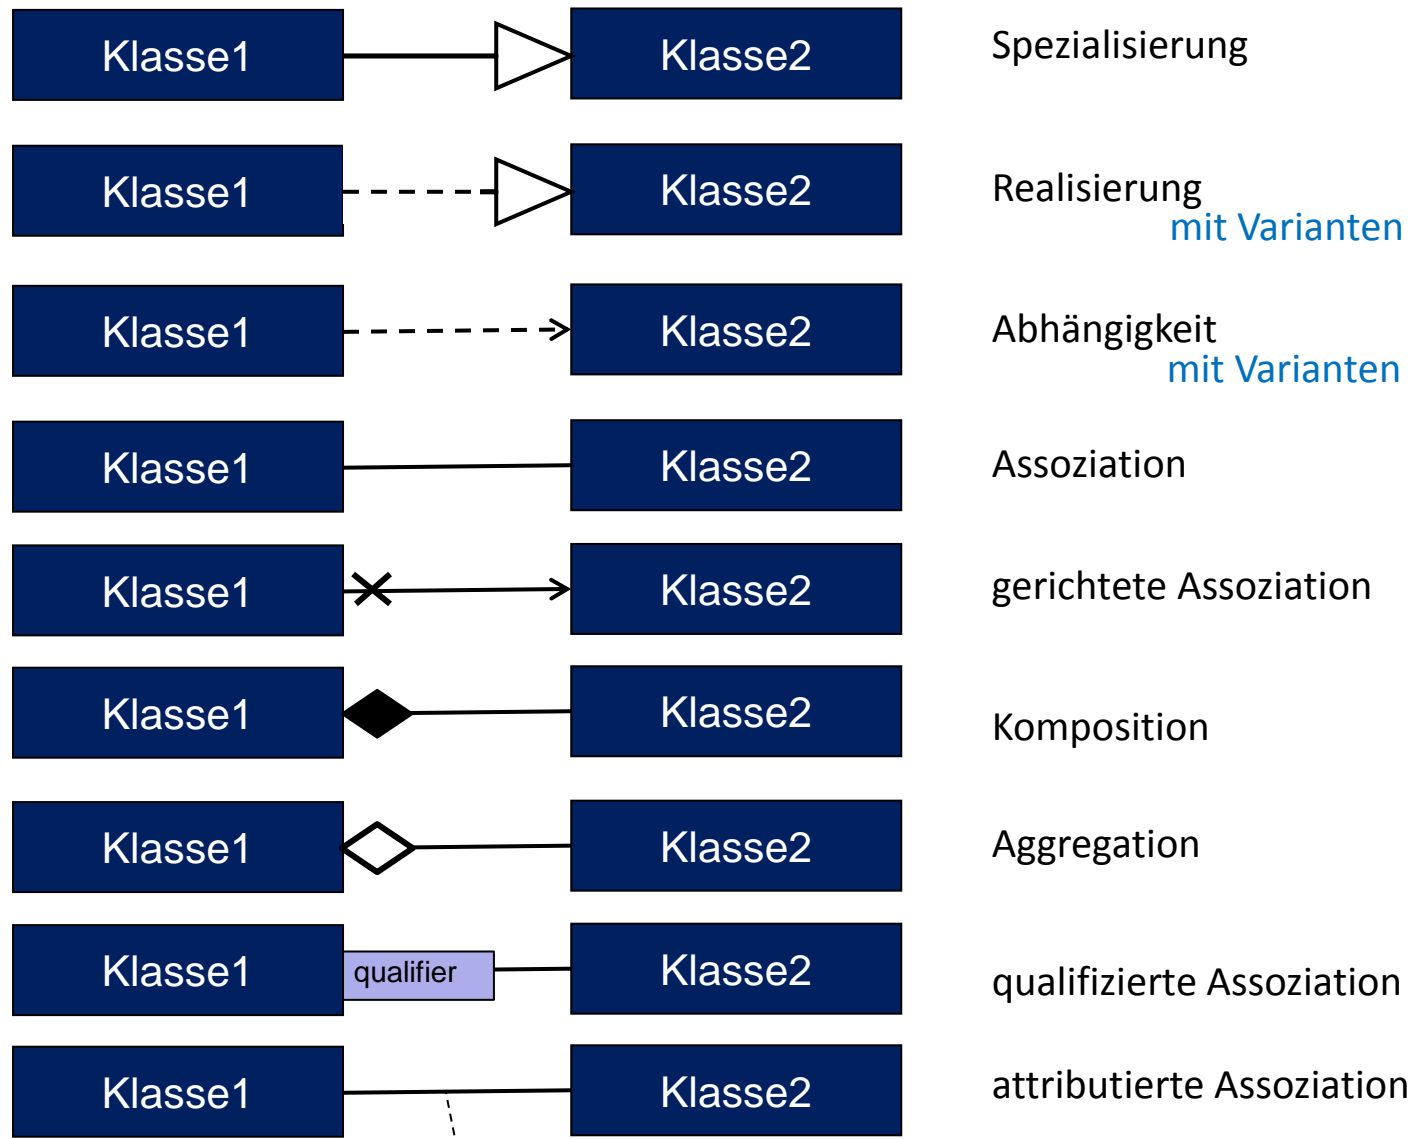 Klasse1 Klasse2 Spezialisierung
Klasse1 Klasse2 Realisierung
mit Varianten
Klasse1 Klasse2 Abhängigkeit
mit Varianten
Klasse1 Klasse2 Assoziation
Klasse1 Klasse2 gerichtete Assoziation
Klasse1 Klasse2 Komposition
Klasse1 Klasse2 Aggregation
Klasse1 qualifier Klasse2 qualifizierte Assoziation
Klasse1 Klasse2 attributierte Assoziation